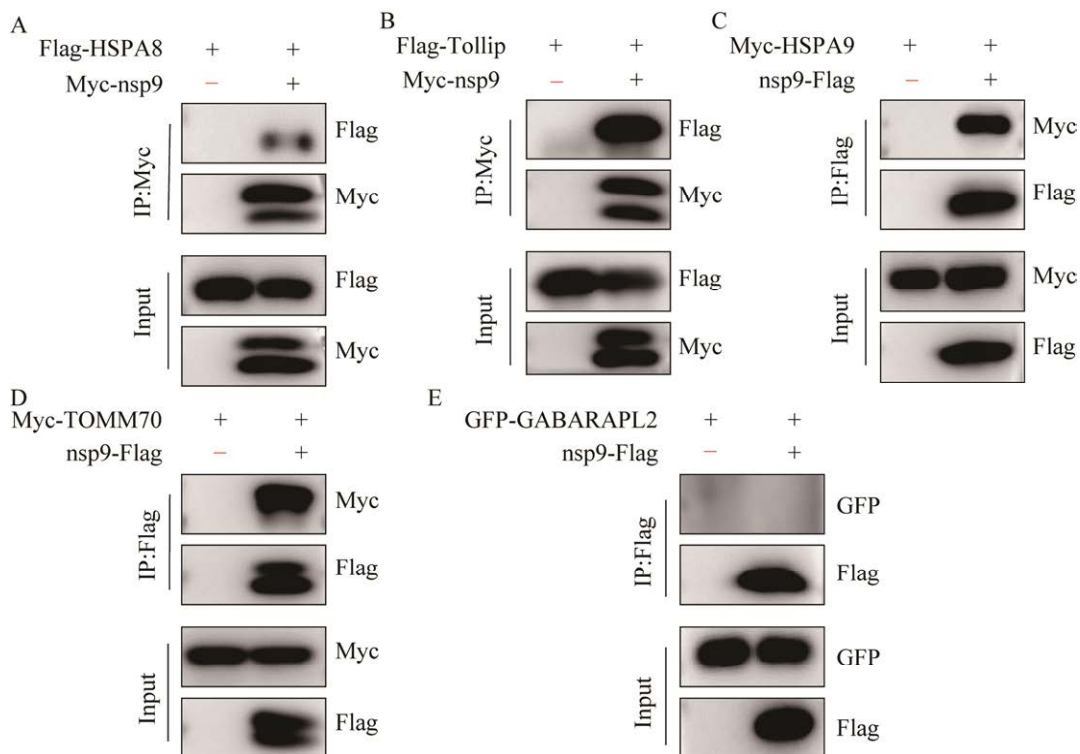 A
Flag-HSPA8 + +
Myc-nsp9 − +
IP:Myc
Flag
Myc
Input
Flag
Myc
B
Flag-Tollip + +
Myc-nsp9 − +
IP:Myc
Flag
Myc
Input
Flag
Myc
C
Myc-HSPA9 + +
nsp9-Flag − +
IP:Flag
Myc
Flag
Input
Myc
Flag
D
Myc-TOMM70 + +
nsp9-Flag − +
IP:Flag
Myc
Flag
Input
Myc
Flag
E
GFP-GABARAPL2 + +
nsp9-Flag − +
IP:Flag
GFP
Flag
Input
GFP
Flag